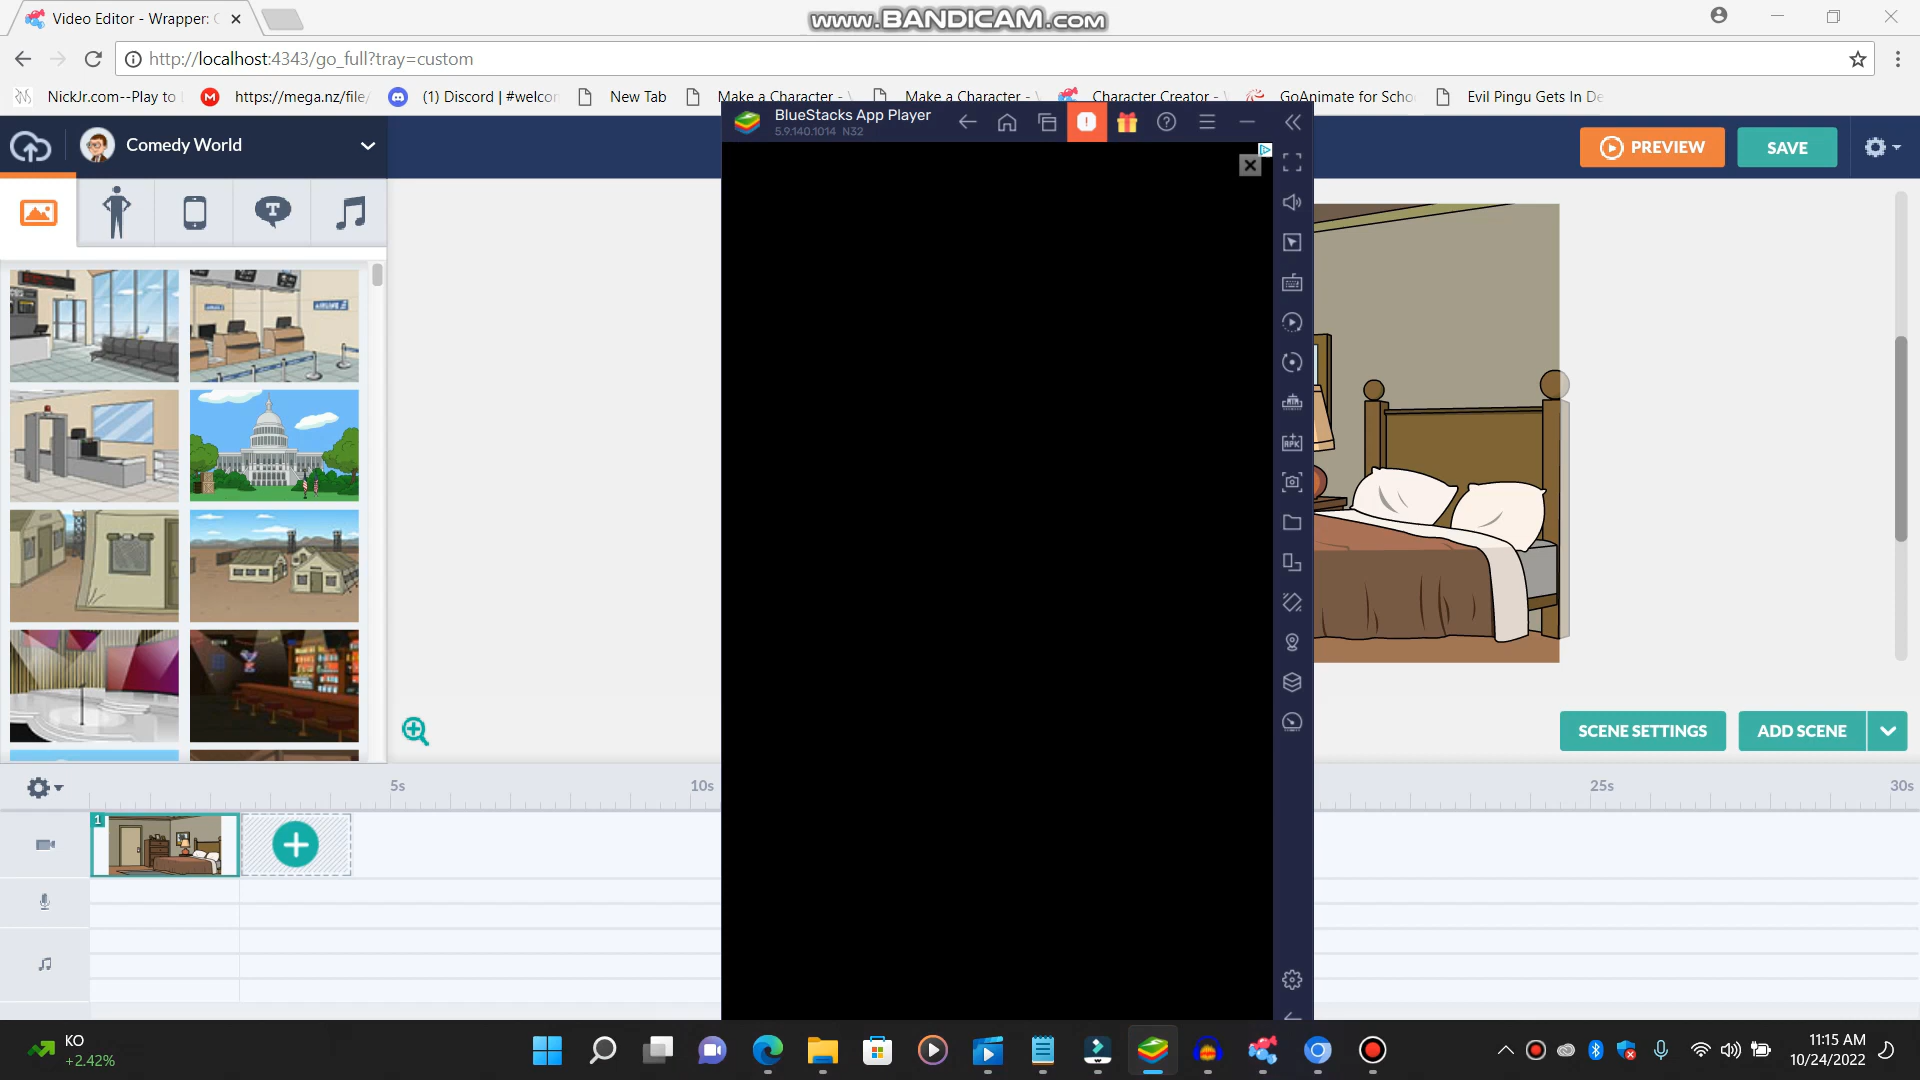 Video Editor - Wrapper: O
www.BANDICAM.com
http://localhost:4343/go_full?tray=custom
NickJr.com--Play to
https://mega.nz/file/
(1) Discord | #welcom
New Tab
Make a Character - \
Make a Character - \
Character Creator - \
GoAnimate for Scho
Evil Pingu Gets In De
BlueStacks App Player
5.9.140.1014 N32
Comedy World
PREVIEW
SAVE
SCENE SETTINGS
ADD SCENE
5s
10s
25s
30s
1
KO
+2.42%
11:15 AM
10/24/2022